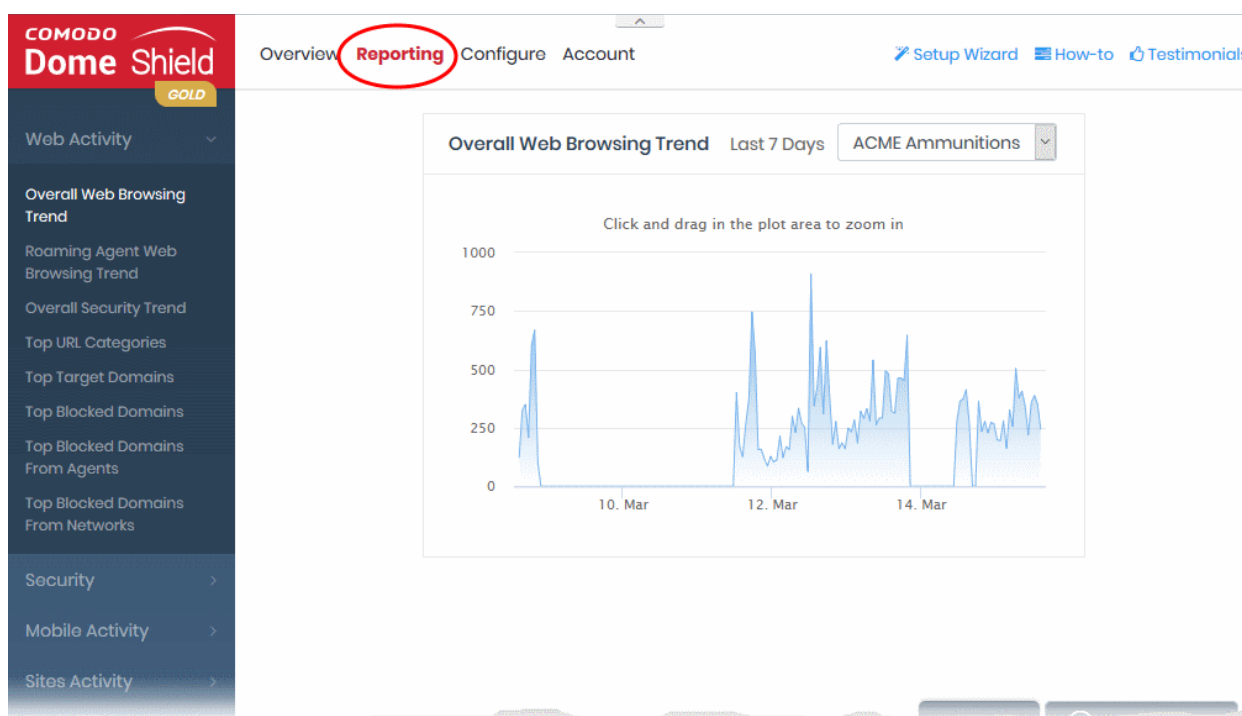 COMODO
Dome Shield
GOLD
Overview Reporting Configure Account
Setup Wizard How-to Testimonials
Web Activity
Overall Web Browsing
Trend
Roaming Agent Web
Browsing Trend
Overall Security Trend
Top URL Categories
Top Target Domains
Top Blocked Domains
Top Blocked Domains
From Agents
Top Blocked Domains
From Networks
Security
Mobile Activity
Sites Activity
Overall Web Browsing Trend Last 7 Days ACME Ammunitions
Click and drag in the plot area to zoom in
1000
750
500
250
0
10. Mar 12. Mar 14. Mar